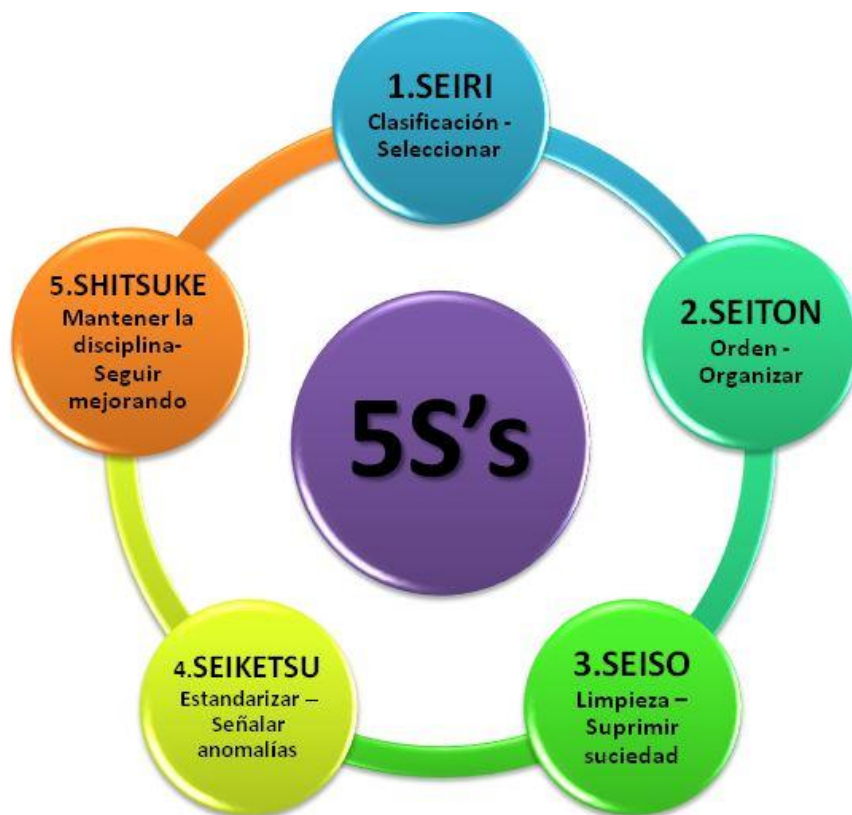 1.SEIRI
Clasificación -
Seleccionar
2.SEITON
Orden -
Organizar
3.SEISO
Limpieza –
Suprimir
suciedad
4.SEIKETSU
Estandarizar –
Señalar
anomalías
5.SHITSUKE
Mantener la
disciplina-
Seguir
mejorando
5S’s